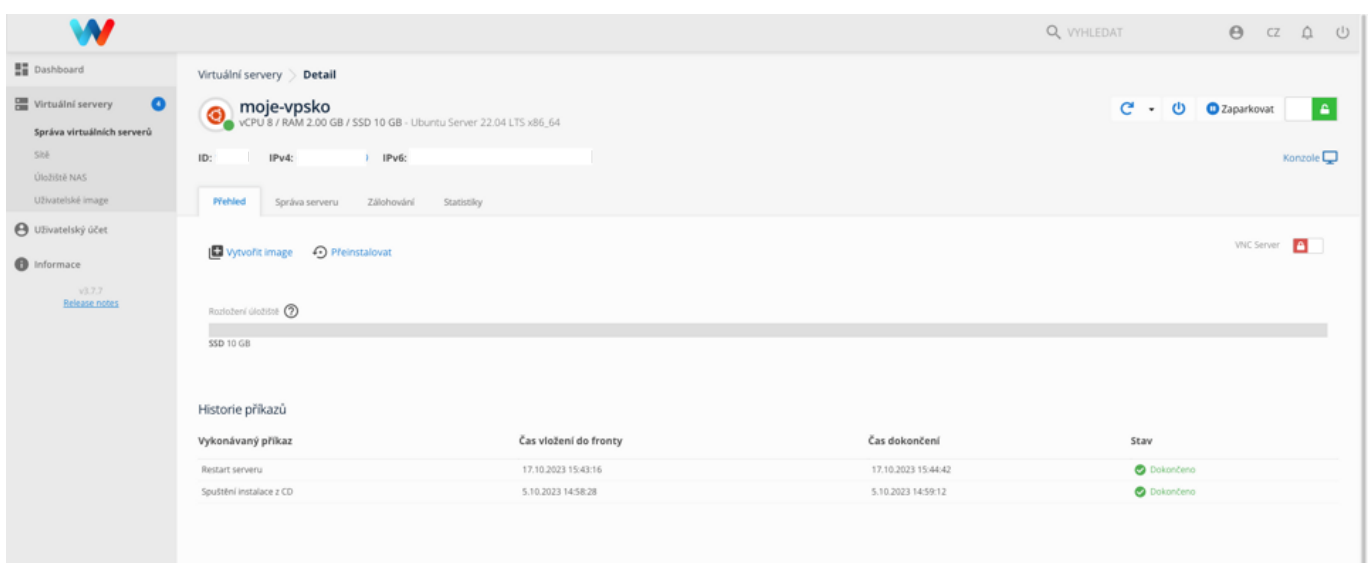 VYHLEDAT
CZ
Dashboard
Virtuální servery 4
Správa virtuálních serverů
Sítě
Úložiště NAS
Uživatelské image
Uživatelský účet
Informace
v3.7.7
Release notes
Virtuální servery > Detail
moje-vpsko
vCPU 8 / RAM 2.00 GB / SSD 10 GB - Ubuntu Server 22.04 LTS x86_64
Zaparkovat
ID: IPv4: IPv6:
Konzole
Přehled Správa serveru Zálohování Statistiky
Vytvořit image Přeinstalovat
VNC Server
Rozložení úložiště ?
SSD 10 GB
Historie příkazů
Vykonávaný příkaz Čas vložení do fronty Čas dokončení Stav
Restart serveru 17.10.2023 15:43:16 17.10.2023 15:44:42 Dokončeno
Spuštění instalace z CD 5.10.2023 14:58:28 5.10.2023 14:59:12 Dokončeno